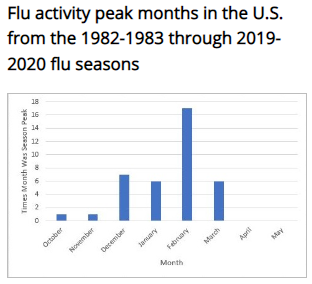 Flu activity peak months in the U.S.
from the 1982-1983 through 2019-
2020 flu seasons
18
16
14
12
10
8
6
4
2
0
Times Month Was Season Peak
October
November
December
January
February
March
April
May
Month